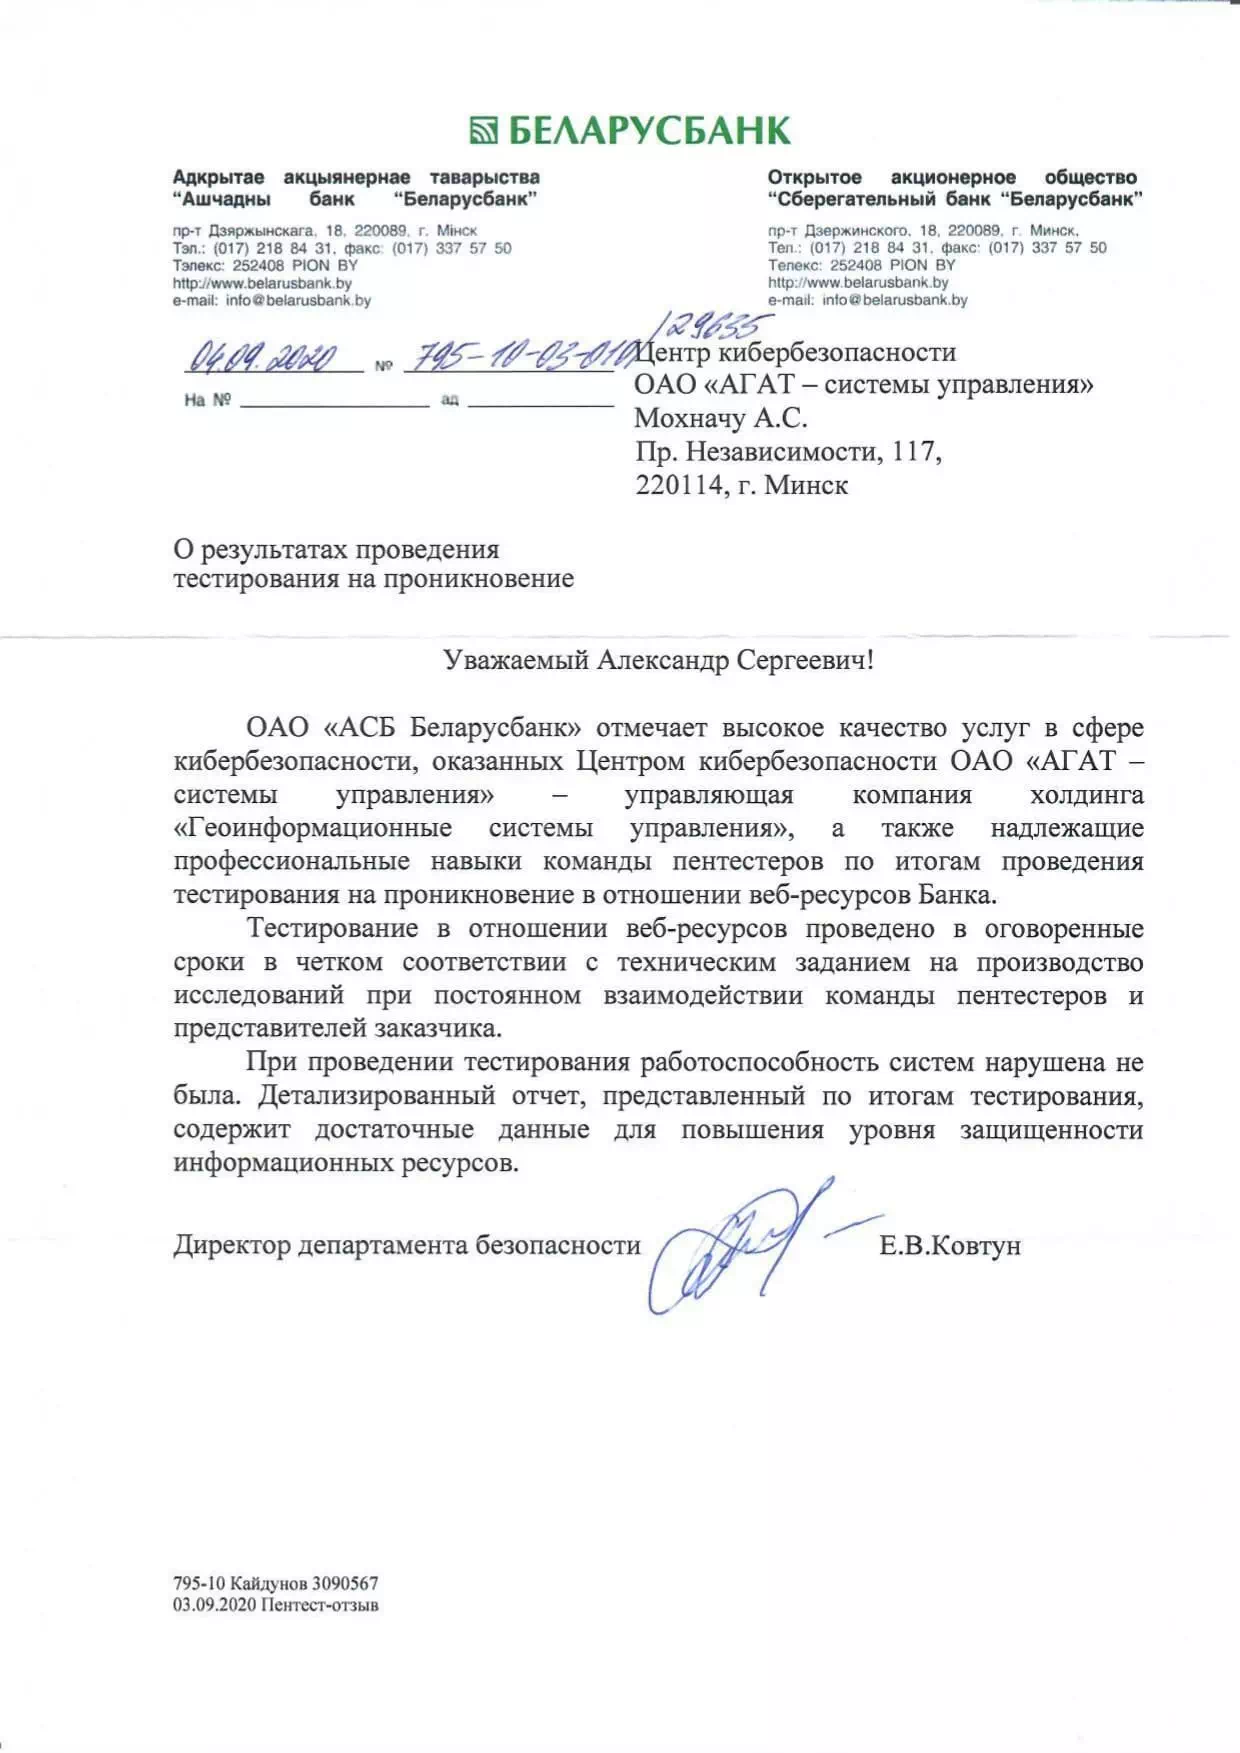 БЕЛАРУСБАНК
Адкрытае акцыянернае таварыства
“Ашчадны банк “Беларусбанк”
пр-т Дзяржынскага, 18, 220089, г. Мінск
Тэл.: (017) 218 84 31, факс: (017) 337 57 50
Тэлекс: 252408 PION BY
http://www.belarusbank.by
e-mail: info@belarusbank.by
Открытое акционерное общество
“Сберегательный банк “Беларусбанк”
пр-т Дзержинского, 18, 220089, г. Минск,
Тел.: (017) 218 84 31, факс: (017) 337 57 50
Телекс: 252408 PION BY
http://www.belarusbank.by
e-mail: info@belarusbank.by
04.09.2020 № 795-10-03-010/29635
На № ад
Центр кибербезопасности
ОАО «АГАТ – системы управления»
Мохначу А.С.
Пр. Независимости, 117,
220114, г. Минск
О результатах проведения
тестирования на проникновение
Уважаемый Александр Сергеевич!
ОАО «АСБ Беларусбанк» отмечает высокое качество услуг в сфере
кибербезопасности, оказанных Центром кибербезопасности ОАО «АГАТ –
системы управления» – управляющая компания холдинга
«Геоинформационные системы управления», а также надлежащие
профессиональные навыки команды пентестеров по итогам проведения
тестирования на проникновение в отношении веб-ресурсов Банка.
Тестирование в отношении веб-ресурсов проведено в оговоренные
сроки в четком соответствии с техническим заданием на производство
исследований при постоянном взаимодействии команды пентестеров и
представителей заказчика.
При проведении тестирования работоспособность систем нарушена не
была. Детализированный отчет, представленный по итогам тестирования,
содержит достаточные данные для повышения уровня защищенности
информационных ресурсов.
Директор департамента безопасности Е.В.Ковтун
795-10 Кайдунов 3090567
03.09.2020 Пентест-отзыв